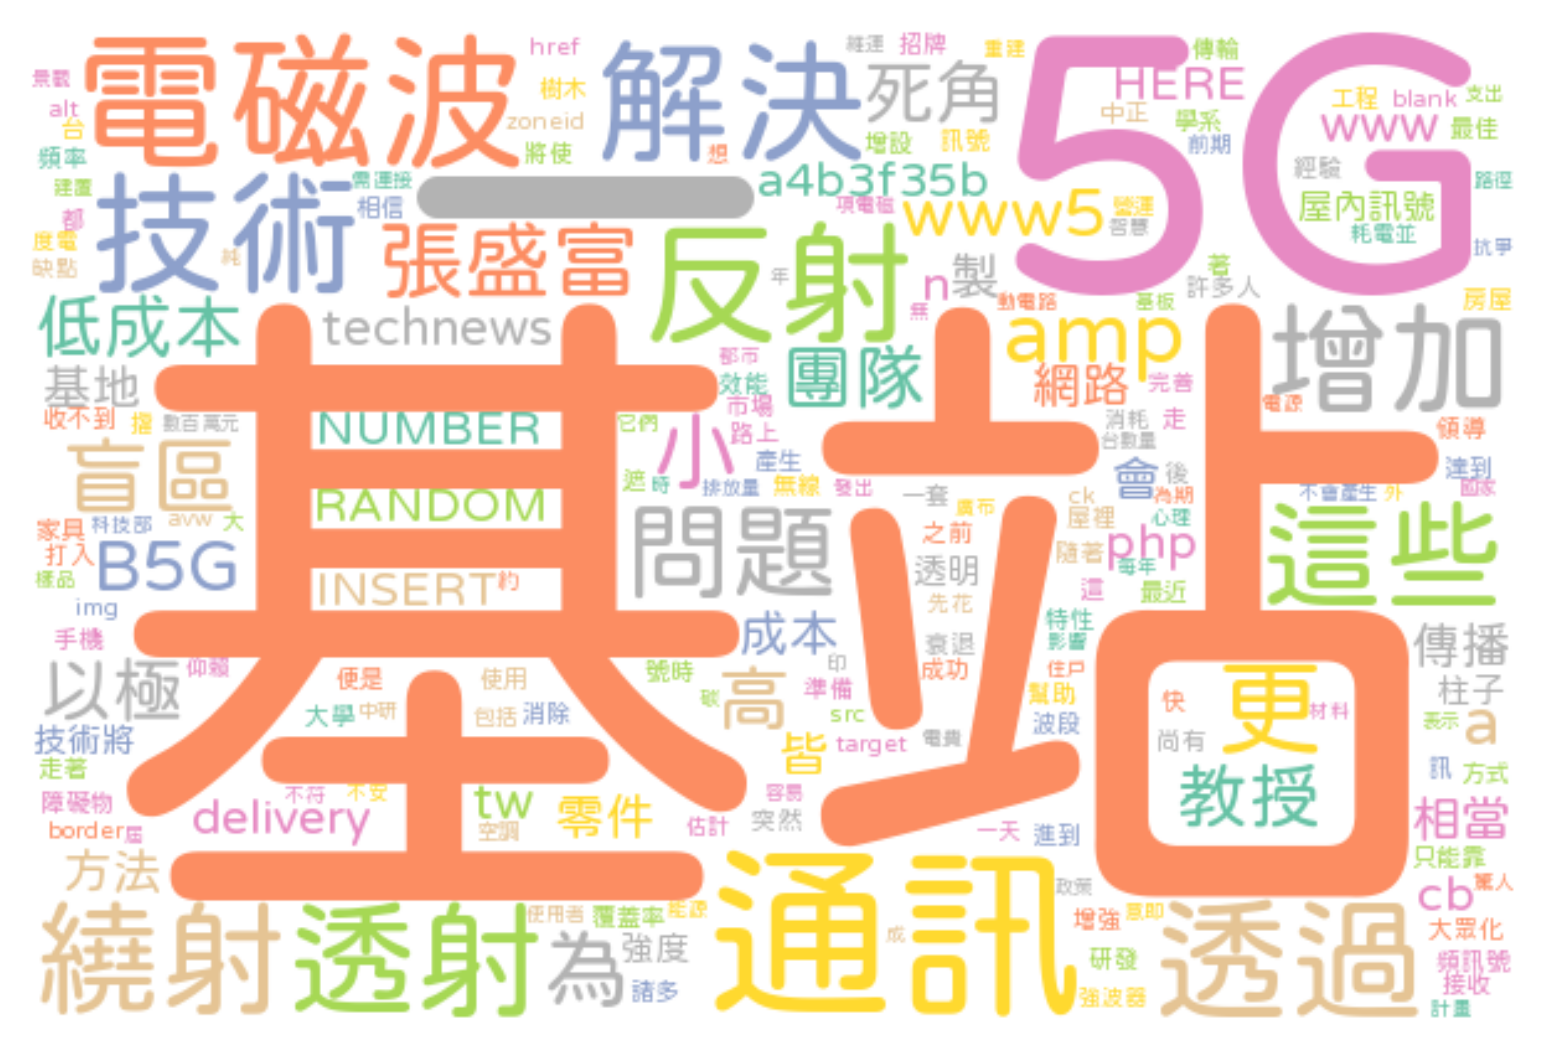 電磁波
href
解決
維運
招牌
重建
死角
5G
傳輸
HERE
景觀
alt
台
頻率
樹木
zoneid
將使
想
增設
訊號
中正
學系
前期
工程
blank
支出
www
最佳
經驗
屋內訊號
耗電並
路徑
抗爭
建置
都
度電
缺點
技術
純
需運接
相信
一
a4b3f35b
項電磁
www5
營運
智慧
張盛富
反射
年
n
製
無
動電路
著
許多人
基板
房屋
低成本
基站
technews
都市
效能
市場
路上
團隊
amp
網路
完善
增加
電源
基地
收不到
擋
數百萬元
NUMBER
它們
小
消耗
走
台數量
領導
達到
國家
盲區
RANDOM
遮
時
產生
排放量
無線
發出
一套
會
後
為期
ck
屋裡
心理
不會產生
外
家具
科技部
avw
大
打入
B5G
樣品
img
INSERT
約
問題
廣布
之前
透明
先花
隨著
php
每年
這
最近
這些
手機
以極
仰賴
成本
衰退
成功
特性
影響
住戶
傳播
技術將
走著
便是
使用
大學
中研
包括
消除
號時
碳
高
印
準備
src
target
電費
幫助
波段
快
更
材料
尚有
柱子
表示
a
教授
訊
方式
障礙物
border
屆
不符
不安
delivery
tw
空調
零件
皆
容易
估計
突然
一天
進到
相當
只能靠
方法
政策
cb
驚人
繞射
透射
使用者
覆蓋率
能源
為
強度
諸多
通訊
成
增強
意即
研發
強波器
透過
大眾化
頻訊號
接收
計畫